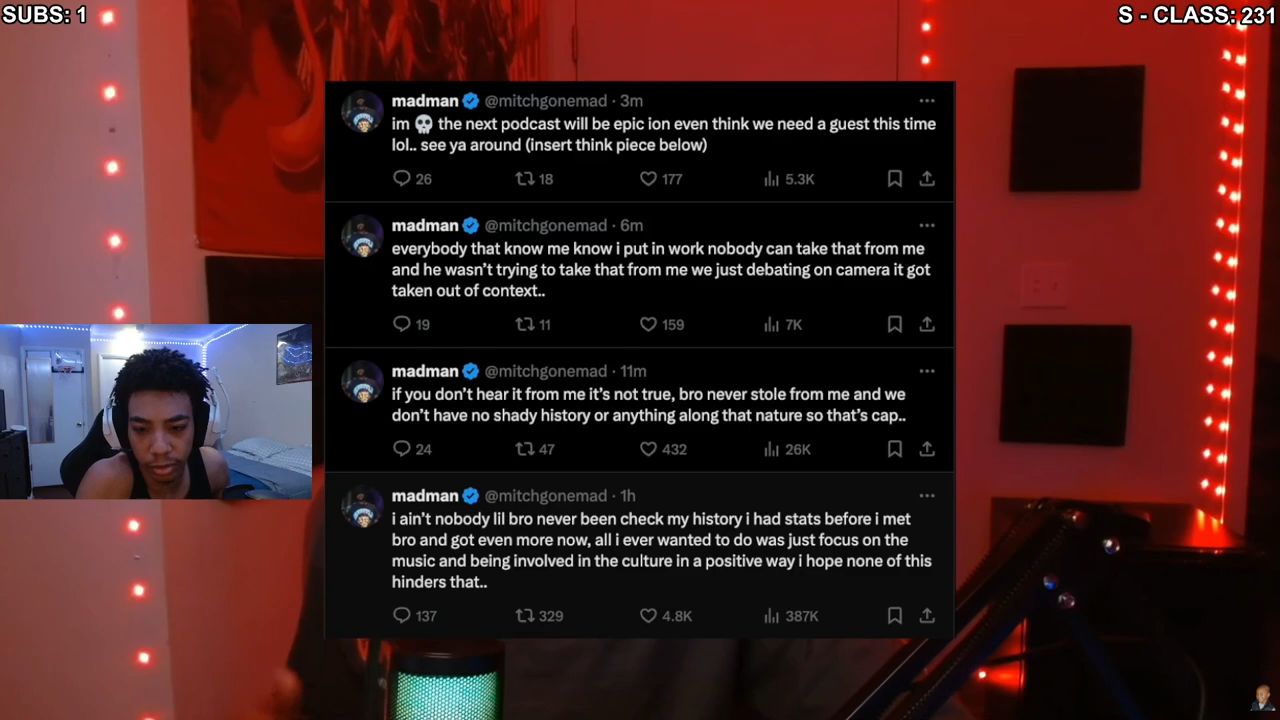 SUBS: 1
S - CLASS: 231
madman @mitchgonemad · 3m
im 💀 the next podcast will be epic ion even think we need a guest this time
lol.. see ya around (insert think piece below)
26 18 177 5.3K
madman @mitchgonemad · 6m
everybody that know me know i put in work nobody can take that from me
and he wasn't trying to take that from me we just debating on camera it got
taken out of context..
19 11 159 7K
madman @mitchgonemad · 11m
if you don't hear it from me it's not true, bro never stole from me and we
don't have no shady history or anything along that nature so that's cap..
24 47 432 26K
madman @mitchgonemad · 1h
i ain't nobody lil bro never been check my history i had stats before i met
bro and got even more now, all i ever wanted to do was just focus on the
music and being involved in the culture in a positive way i hope none of this
hinders that..
137 329 4.8K 387K